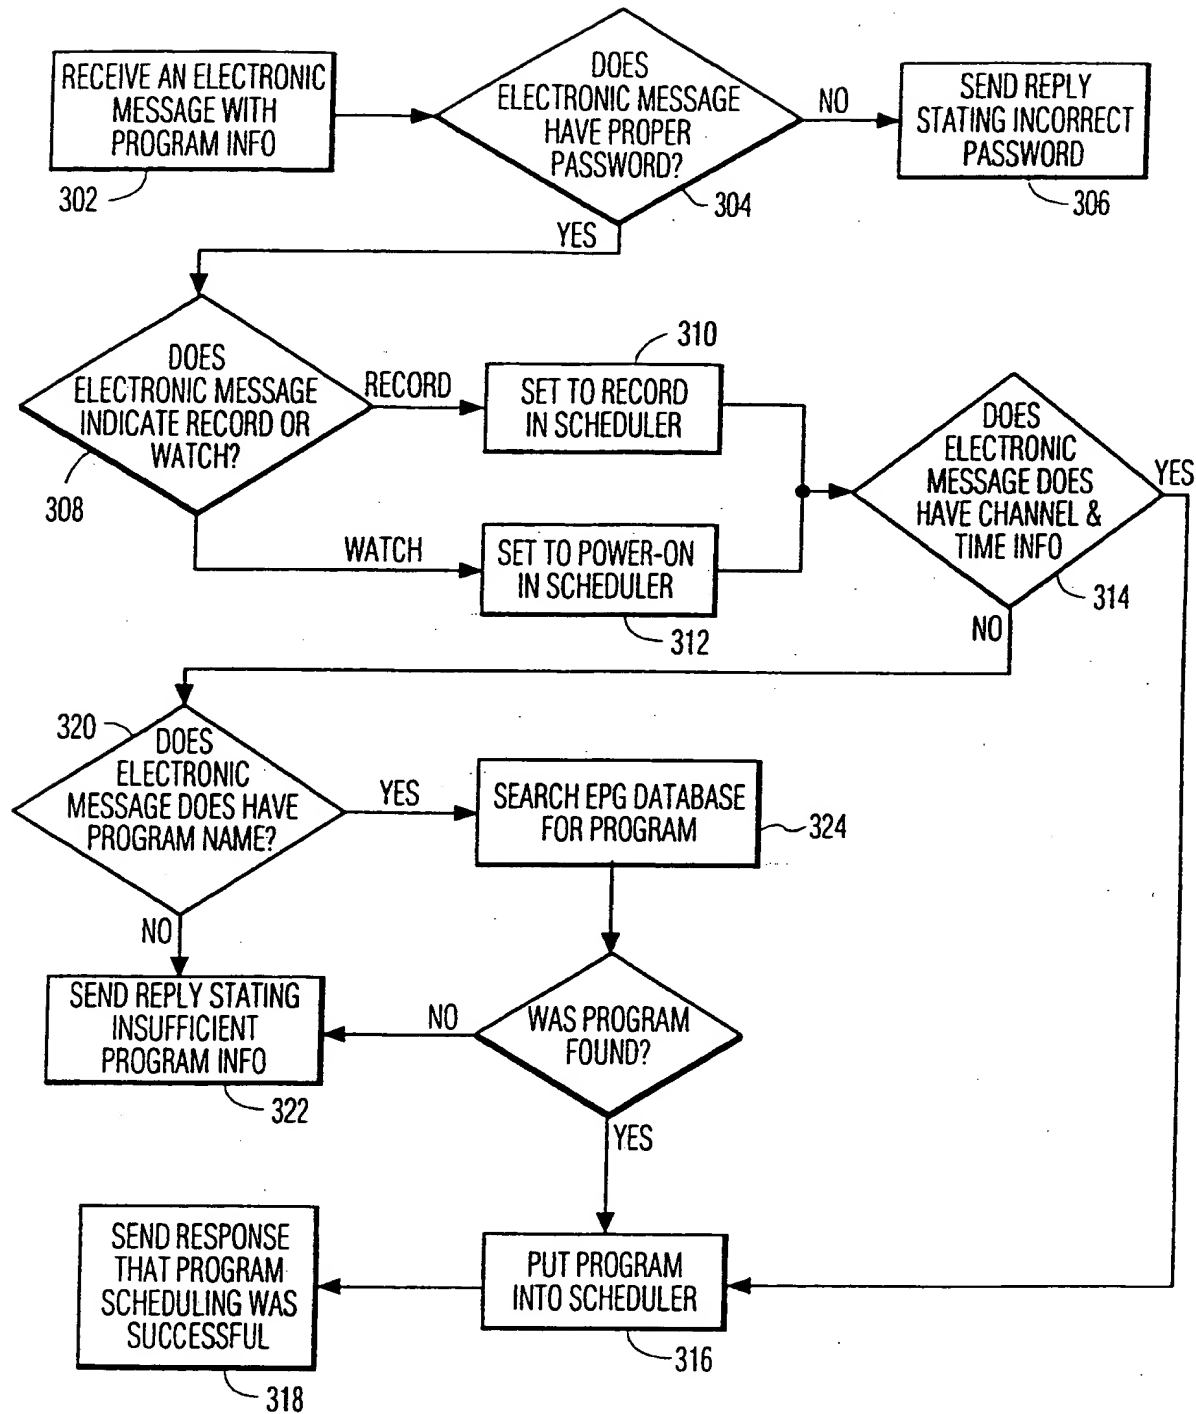 RECEIVE AN ELECTRONIC
MESSAGE WITH
PROGRAM INFO
302
DOES
ELECTRONIC MESSAGE
HAVE PROPER
PASSWORD?
304
NO
SEND REPLY
STATING INCORRECT
PASSWORD
306
YES
DOES
ELECTRONIC MESSAGE
INDICATE RECORD OR
WATCH?
308
RECORD
310
SET TO RECORD
IN SCHEDULER
WATCH
SET TO POWER-ON
IN SCHEDULER
312
DOES
ELECTRONIC
MESSAGE DOES
HAVE CHANNEL &
TIME INFO
314
YES
NO
320
DOES
ELECTRONIC
MESSAGE DOES HAVE
PROGRAM NAME?
YES
SEARCH EPG DATABASE
FOR PROGRAM
324
NO
SEND REPLY STATING
INSUFFICIENT
PROGRAM INFO
322
NO
WAS PROGRAM
FOUND?
YES
SEND RESPONSE
THAT PROGRAM
SCHEDULING WAS
SUCCESSFUL
318
PUT PROGRAM
INTO SCHEDULER
316